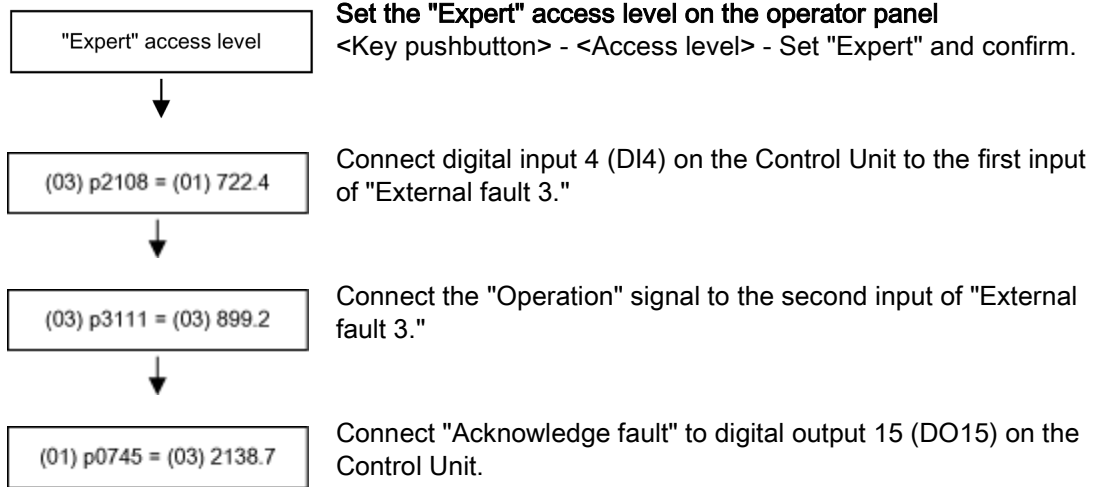 "Expert" access level
Set the "Expert" access level on the operator panel
<Key pushbutton> - <Access level> - Set "Expert" and confirm.
(03) p2108 = (01) 722.4
Connect digital input 4 (DI4) on the Control Unit to the first input
of "External fault 3."
(03) p3111 = (03) 899.2
Connect the "Operation" signal to the second input of "External
fault 3."
(01) p0745 = (03) 2138.7
Connect "Acknowledge fault" to digital output 15 (DO15) on the
Control Unit.